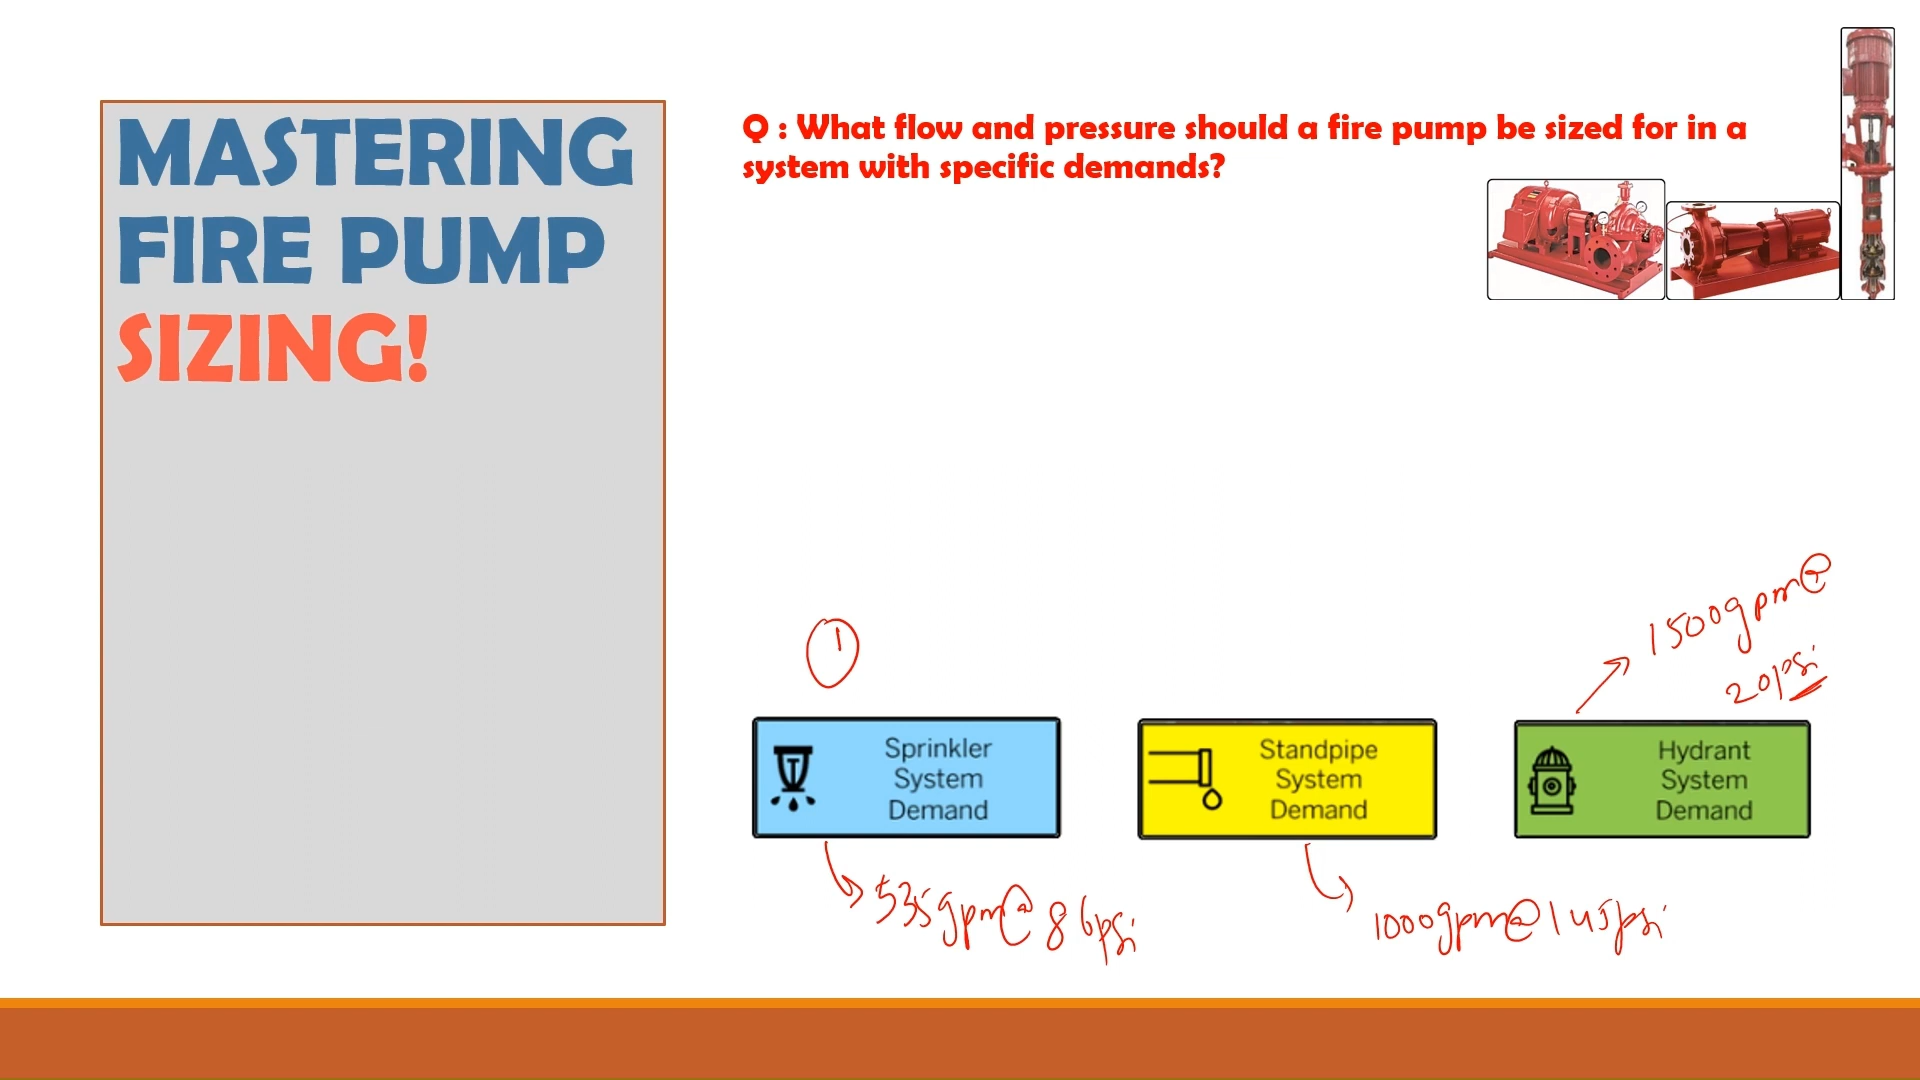 MASTERING
FIRE PUMP
SIZING!
Q : What flow and pressure should a fire pump be sized for in a
system with specific demands?
1500gpm@
20psi
1
Sprinkler
System
Demand
Standpipe
System
Demand
Hydrant
System
Demand
535gpm@ 86psi
1000gpm@145psi